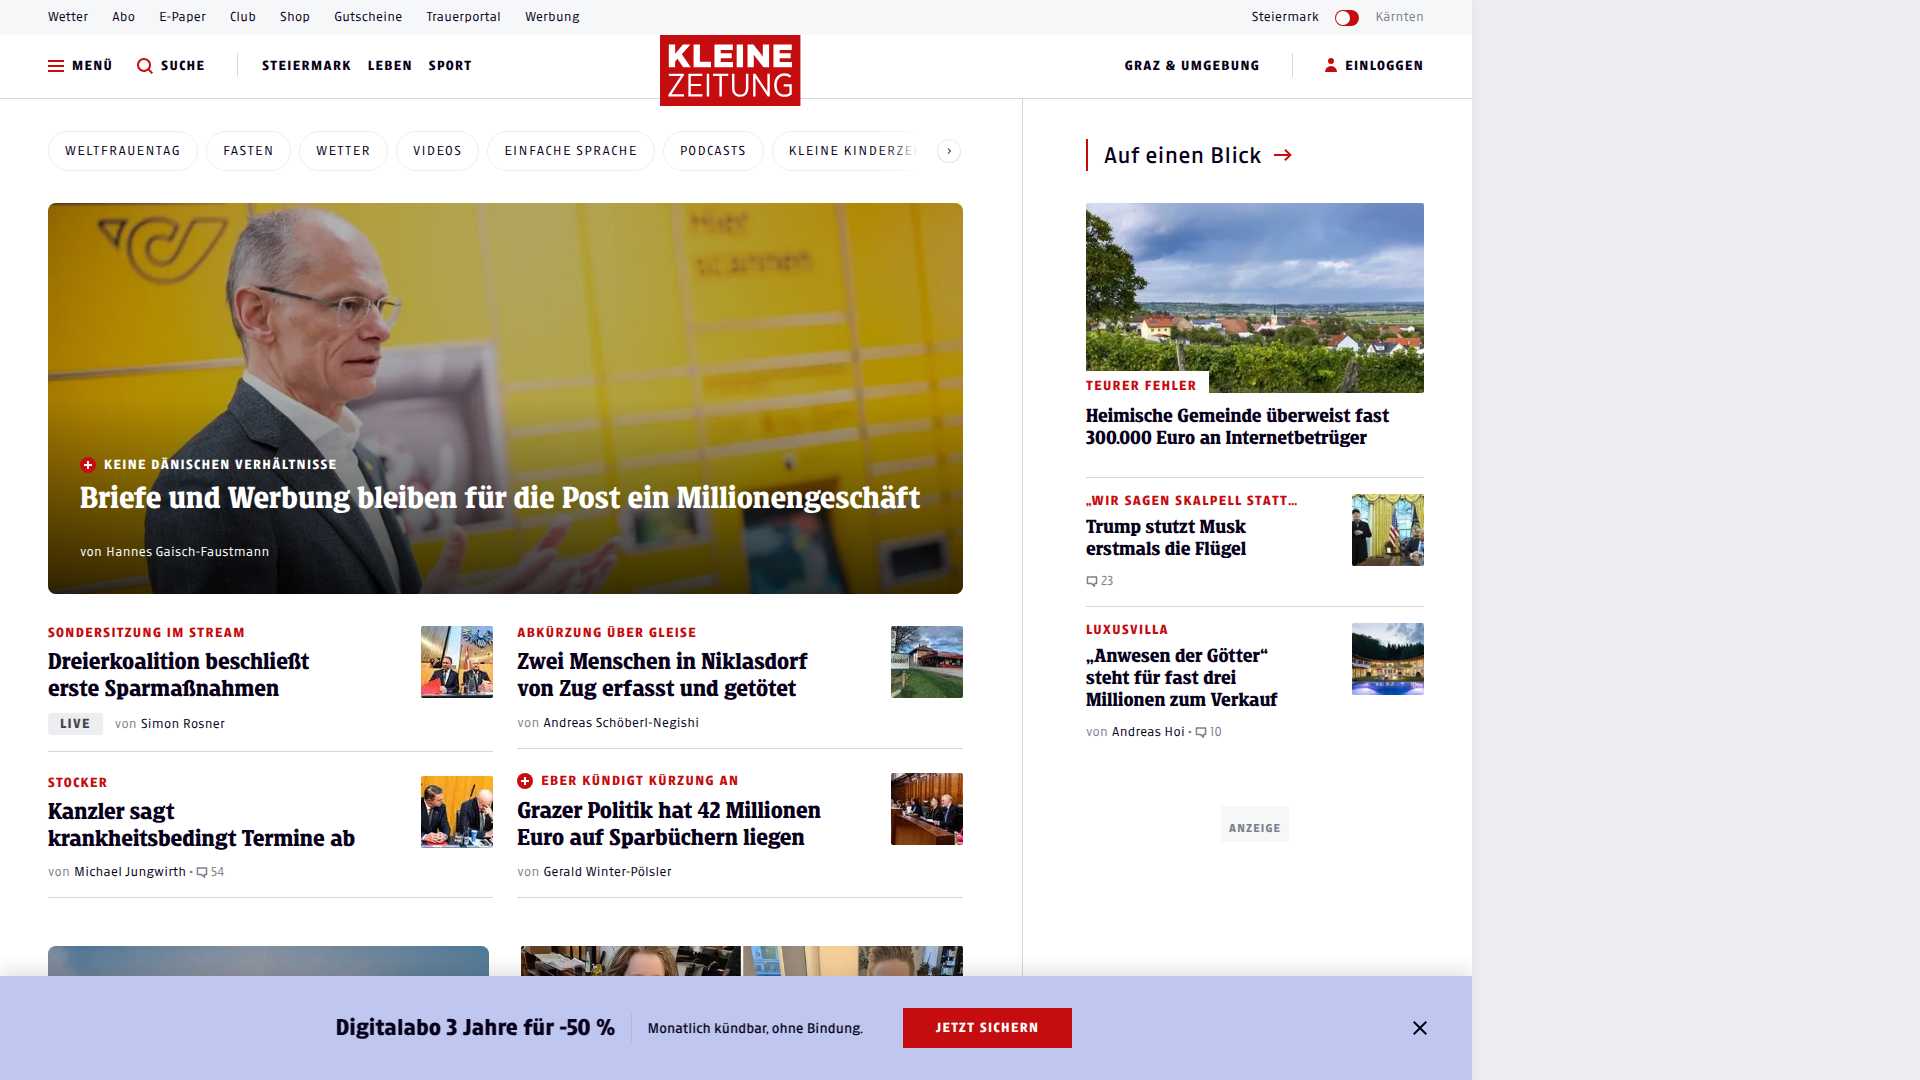 Wetter Abo E-Paper Club Shop Gutscheine Trauerportal Werbung Steiermark Kärnten
MENÜ SUCHE STEIERMARK LEBEN SPORT KLEINE ZEITUNG GRAZ & UMGEBUNG EINLOGGEN
WELTFRAUENTAG FASTEN WETTER VIDEOS EINFACHE SPRACHE PODCASTS KLEINE KINDERZE
KEINE DÄNISCHEN VERHÄLTNISSE
Briefe und Werbung bleiben für die Post ein Millionengeschäft
von Hannes Gaisch-Faustmann
SONDERSITZUNG IM STREAM
Dreierkoalition beschließt
erste Sparmaßnahmen
LIVE von Simon Rosner
ABKÜRZUNG ÜBER GLEISE
Zwei Menschen in Niklasdorf
von Zug erfasst und getötet
von Andreas Schöberl-Negishi
STOCKER
Kanzler sagt
krankheitsbedingt Termine ab
von Michael Jungwirth • 54
EBER KÜNDIGT KÜRZUNG AN
Grazer Politik hat 42 Millionen
Euro auf Sparbüchern liegen
von Gerald Winter-Pölsler
Auf einen Blick
TEURER FEHLER
Heimische Gemeinde überweist fast
300.000 Euro an Internetbetrüger
„WIR SAGEN SKALPELL STATT…
Trump stutzt Musk
erstmals die Flügel
23
LUXUSVILLA
„Anwesen der Götter“
steht für fast drei
Millionen zum Verkauf
von Andreas Hoi • 10
ANZEIGE
Digitalabo 3 Jahre für -50 % Monatlich kündbar, ohne Bindung. JETZT SICHERN